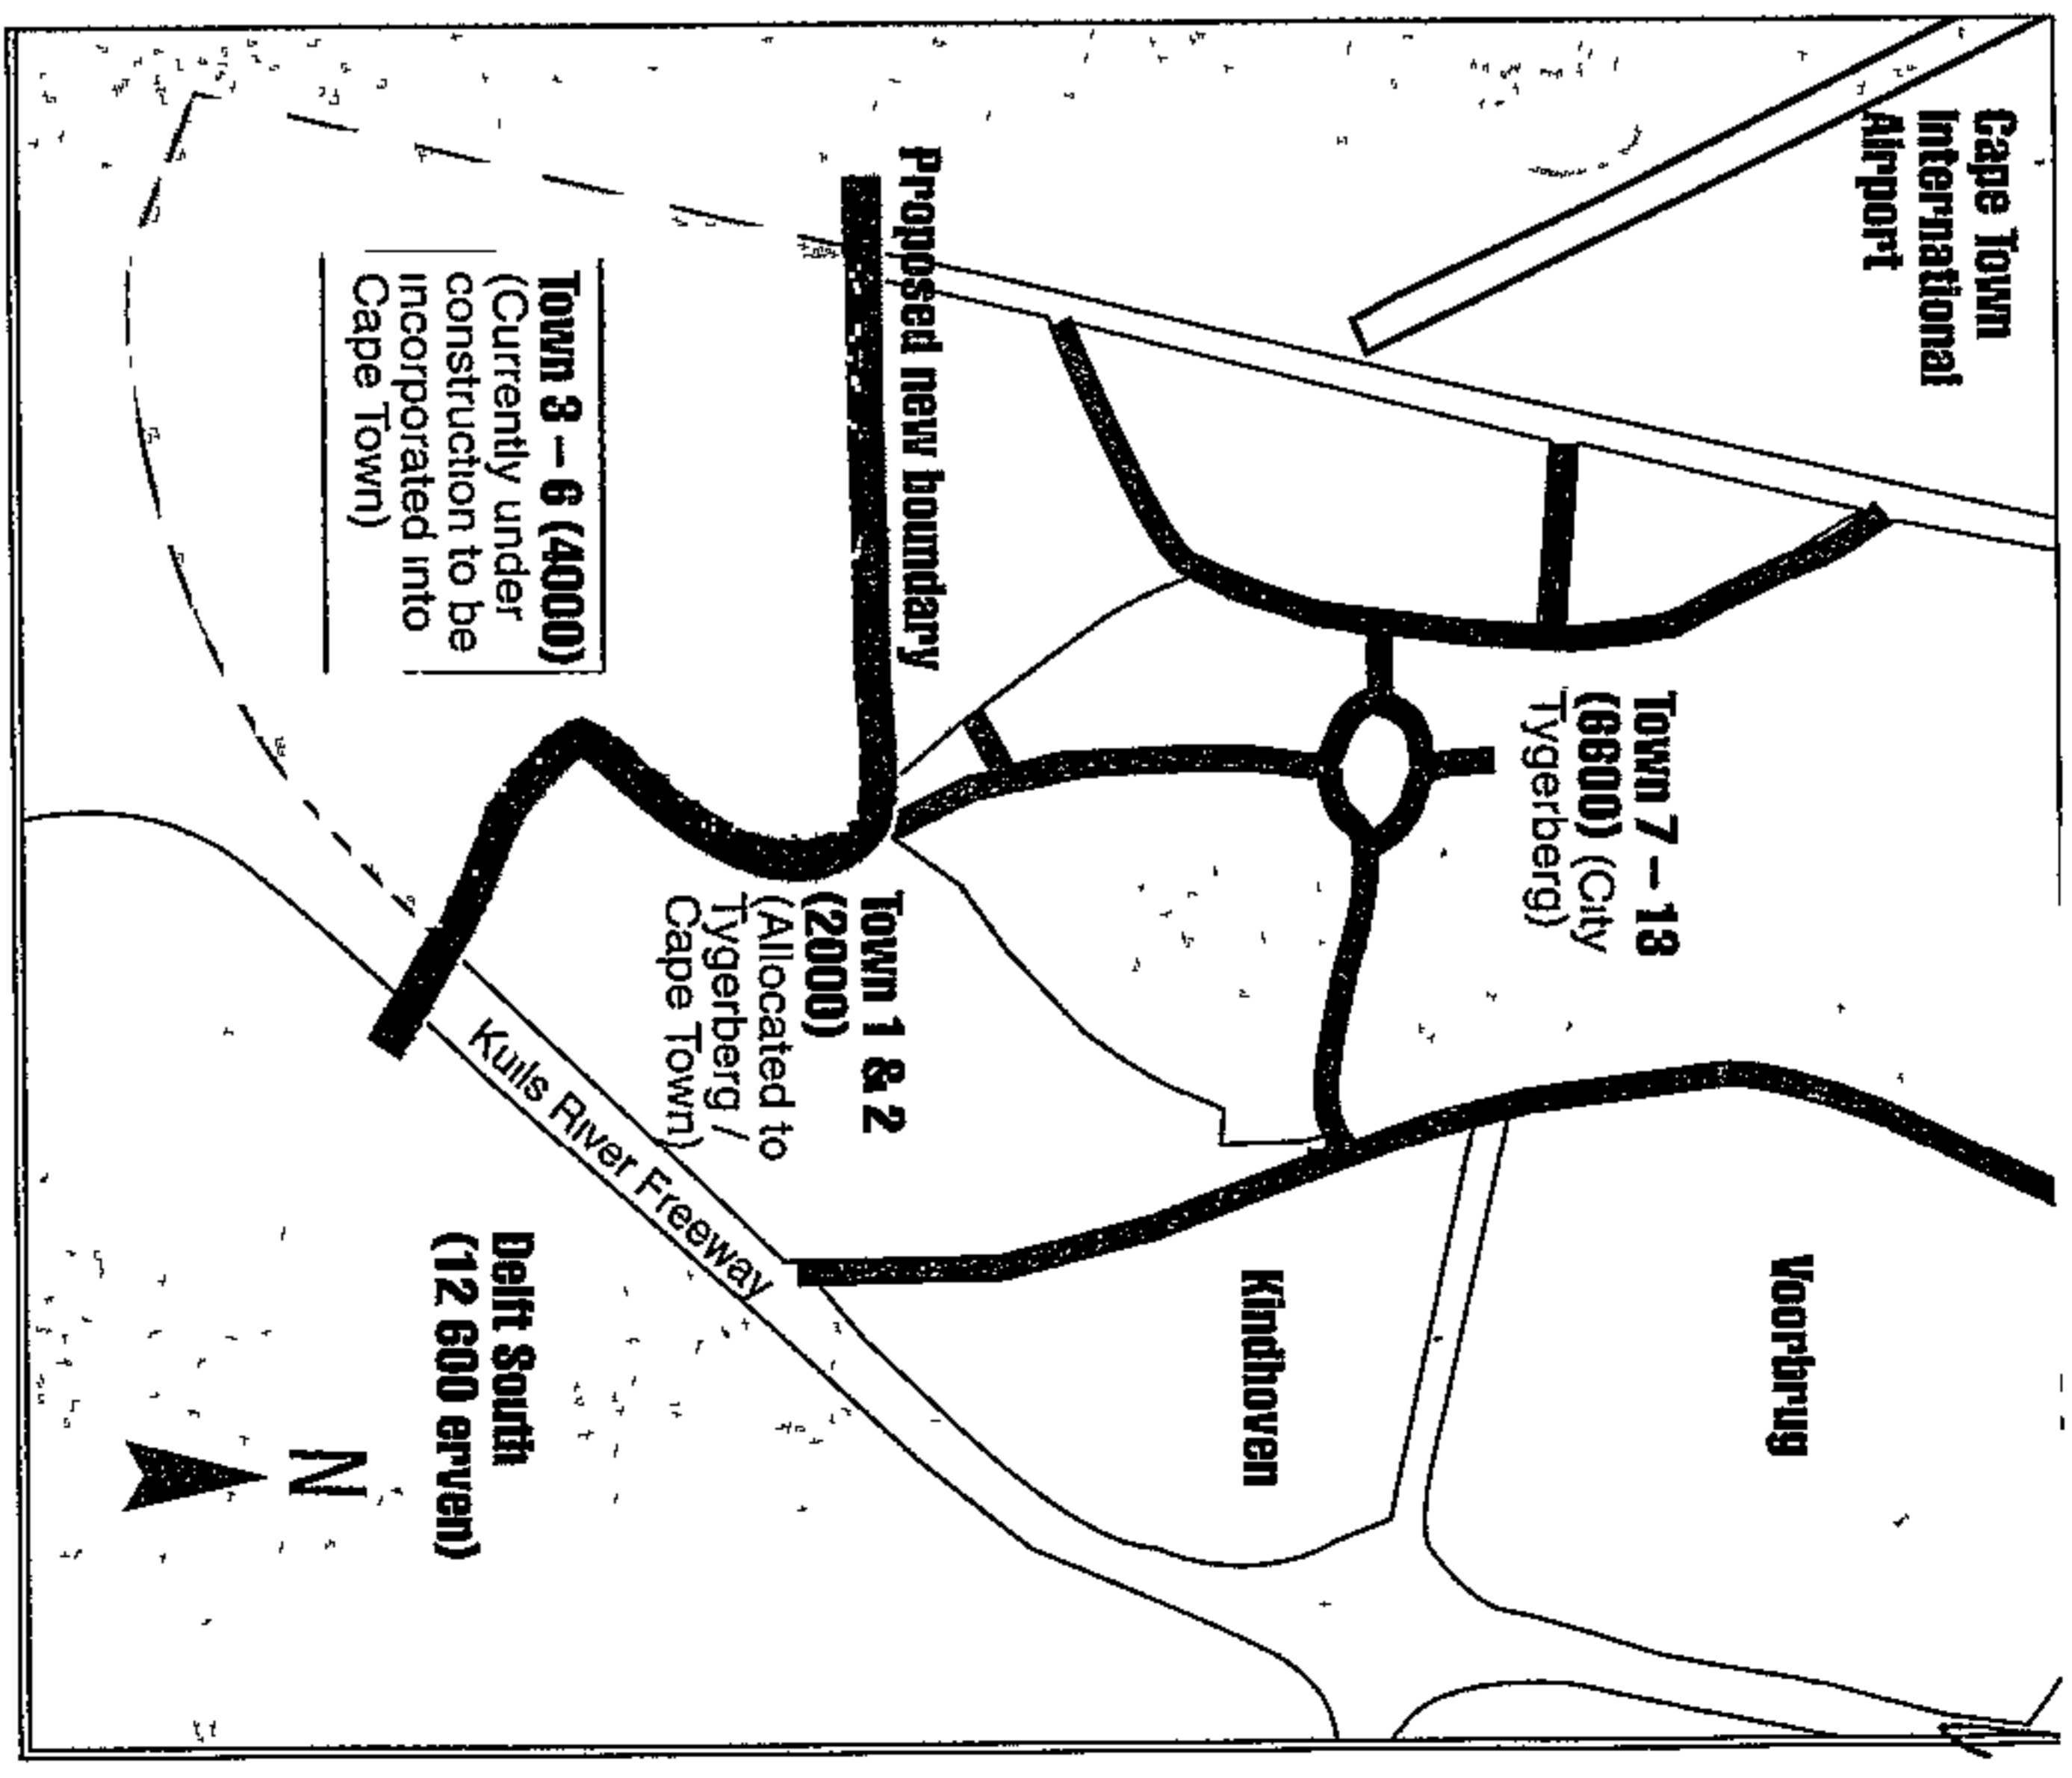 Cape Town
International
Airport
Voorbrug
Town 7 – 18
(6600) (City
Tygerberg)
Kindhoven
Proposed new boundary
Town 1 & 2
(2000)
(Allocated to
Tygerberg /
Cape Town)
Town 3 – 6 (4000)
(Currently under
construction to be
incorporated into
Cape Town)
Kuils River Freeway
Delft South
(12 600 erven)
N